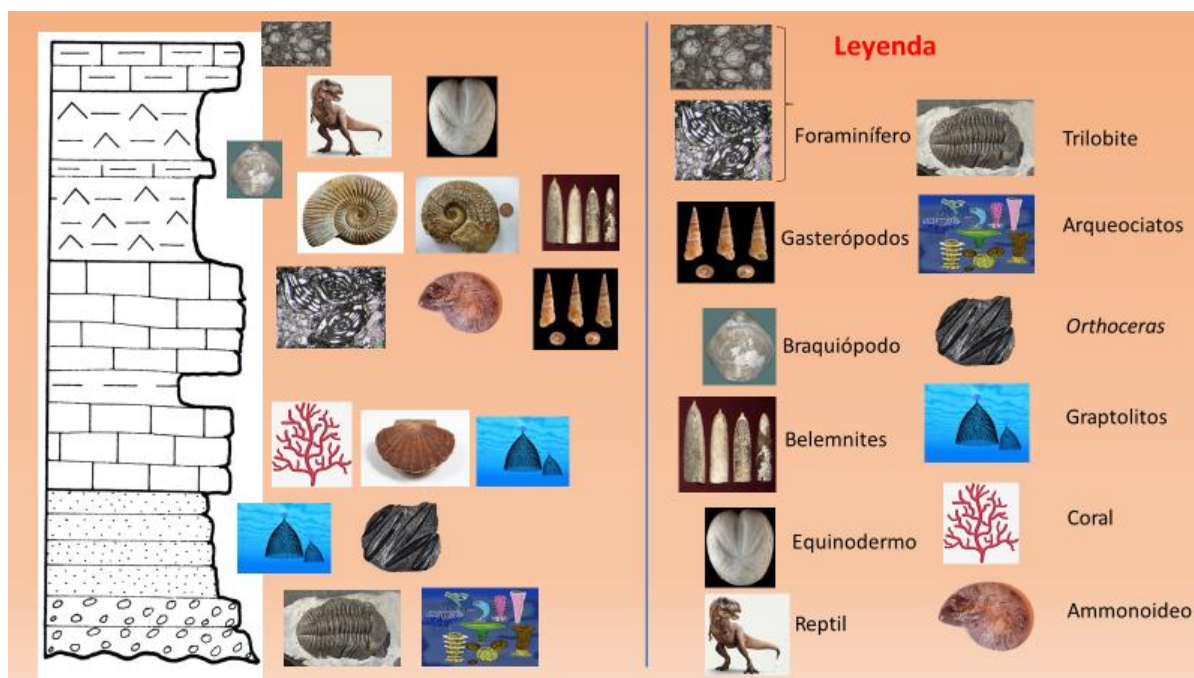 Leyenda
Foraminífero
Trilobite
Gasterópodos
Arqueociatos
Braquiópodo
Orthoceras
Belemnites
Graptolitos
Equinodermo
Coral
Reptil
Ammonoideo